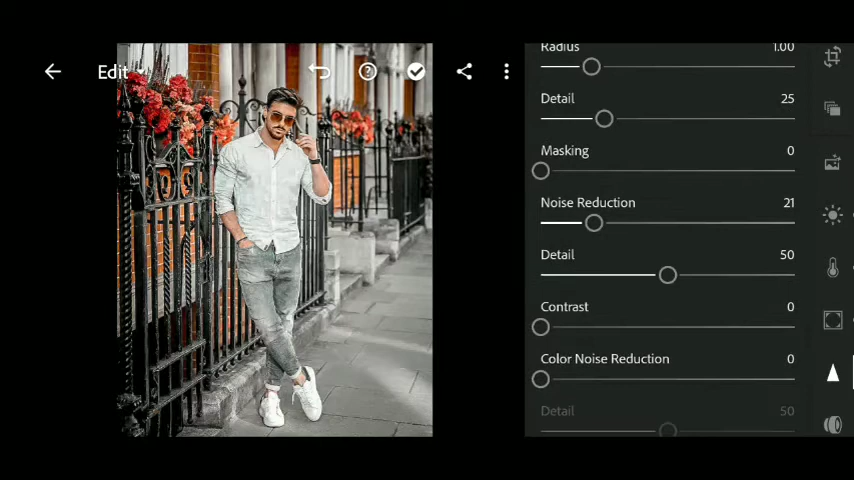 Edit
Radius 1.00
Detail 25
Masking 0
Noise Reduction 21
Detail 50
Contrast 0
Color Noise Reduction 0
Detail 50